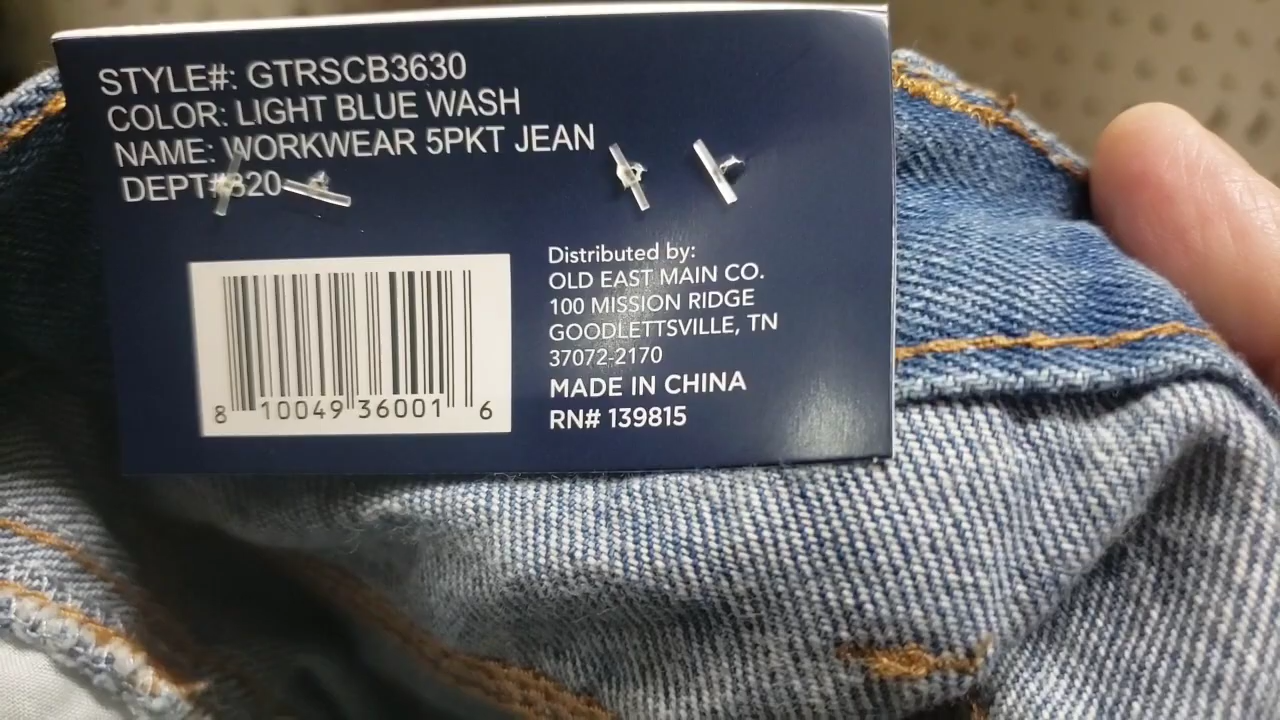 STYLE#: GTRSCB3630
COLOR: LIGHT BLUE WASH
NAME: WORKWEAR 5PKT JEAN
DEPT#320
8 10049 36001 6
Distributed by:
OLD EAST MAIN CO.
100 MISSION RIDGE
GOODLETTSVILLE, TN
37072-2170
MADE IN CHINA
RN# 139815